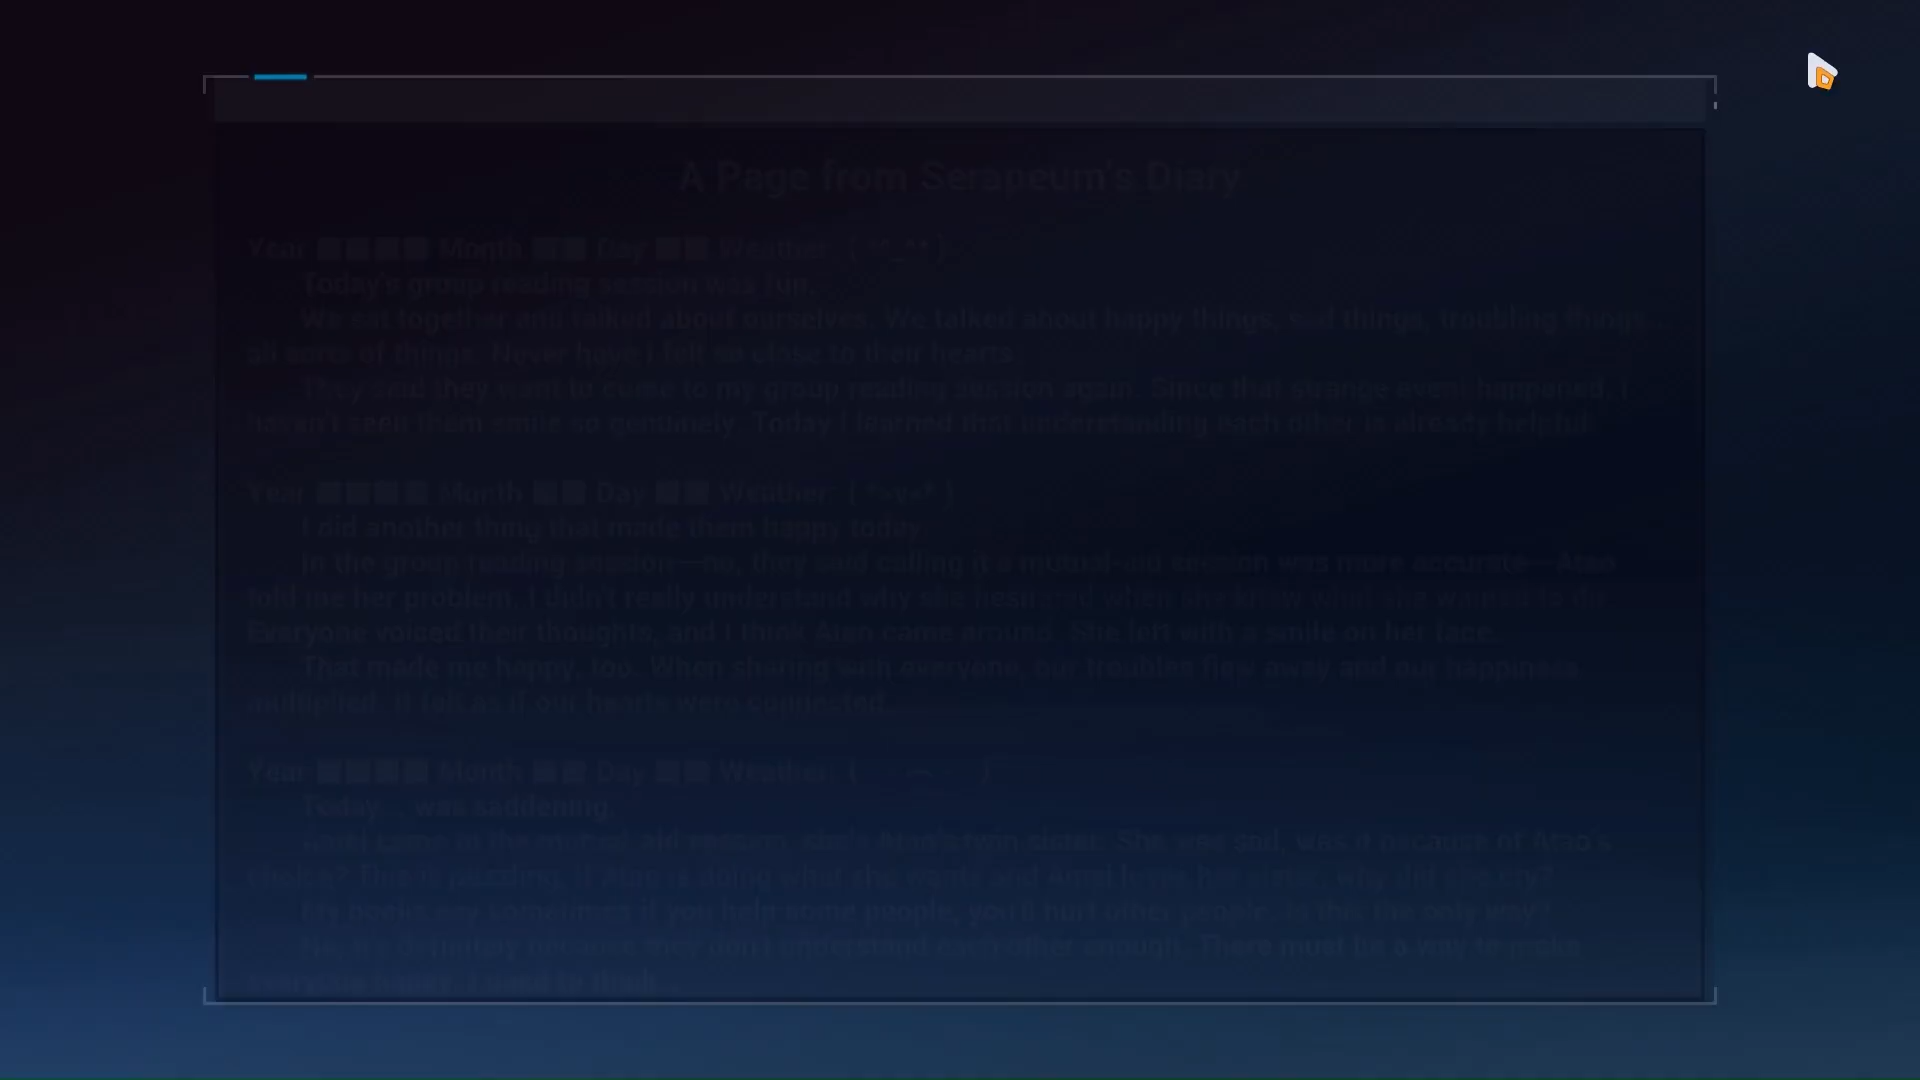 A Page from Serapeum's Diary
Year ■■■■ Month ■■ Day ■■ Weather: ( *^_^* )
Today's group reading session was fun.
We sat together and talked about ourselves. We talked about happy things, sad things, troubling things...
all sorts of things. Never have I felt so close to their hearts.
They said they want to come to my group reading session again. Since that strange event happened, I
haven't seen them smile so genuinely. Today I learned that understanding each other is already helpful.
Year ■■■■ Month ■■ Day ■■ Weather:
I did another thing that made them happy today.
In the group reading session—no, they said calling it a mutual-aid session was more accurate—Atao
told me her problem. I didn't really understand why she hesitated when she knew what she wanted to do.
Everyone voiced their thoughts, and I think Atao came around. She left with a smile on her face.
That made me happy, too. When sharing with everyone, our troubles flew away and our happiness
multiplied. It felt as if our hearts were connected.
Year ■■■■ Month ■■ Day ■■ Weather:
Today... was saddening.
came to the mutual-aid session, she's Atao's twin sister. She was sad, was it because of Atao's
choice? This is puzzling. If Atao is doing what she wants and loves her sister, why did she cry?
My books say sometimes if you help some people, you'll hurt other people. Is this the only way?
No, it's definitely because they don't understand each other enough. There must be a way to make
everyone happy. I need to think...